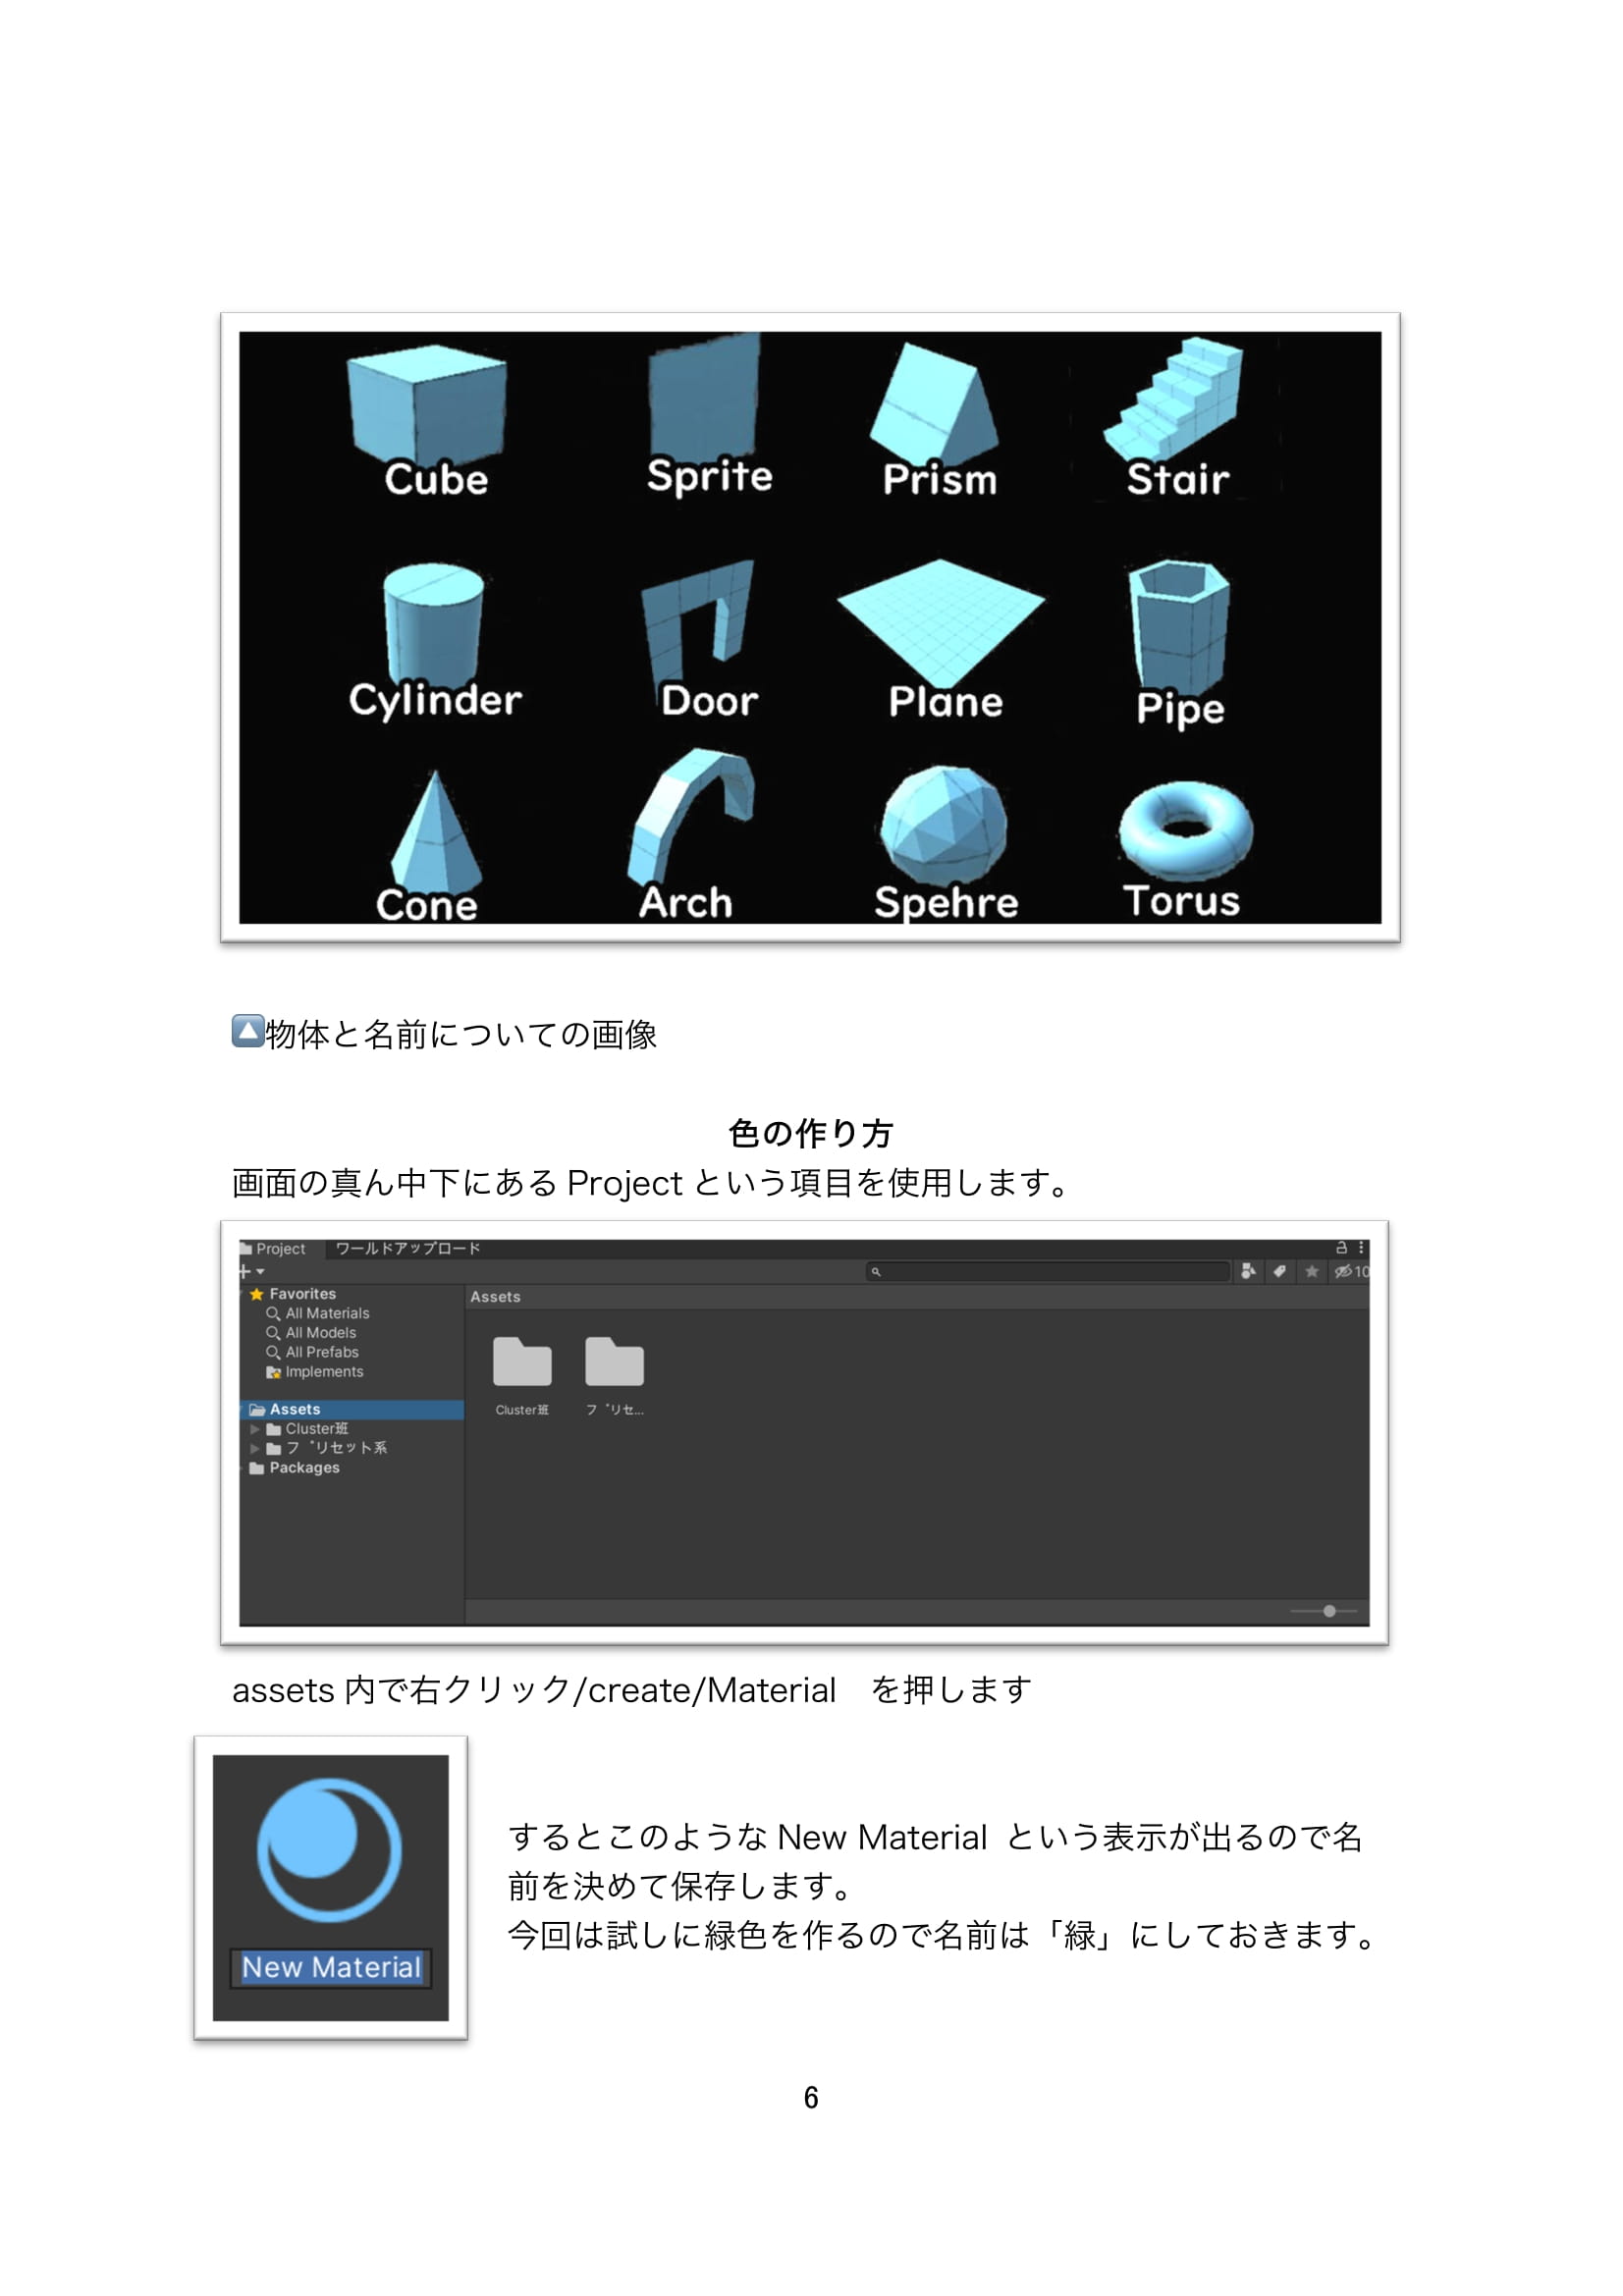 Cube Sprite Prism Stair
Cylinder Door Plane Pipe
Cone Arch Spehre Torus
🔼物体と名前についての画像
色の作り方
画面の真ん中下にある Project という項目を使用します。
Project ワールドアップロード
10
Favorites
All Materials
All Models
All Prefabs
Implements
Assets
Cluster班
プリセット系
Packages
Assets
Cluster班 プリセ...
assets 内で右クリック/create/Material　を押します
New Material
するとこのような New Material という表示が出るので名
前を決めて保存します。
今回は試しに緑色を作るので名前は「緑」にしておきます。
6